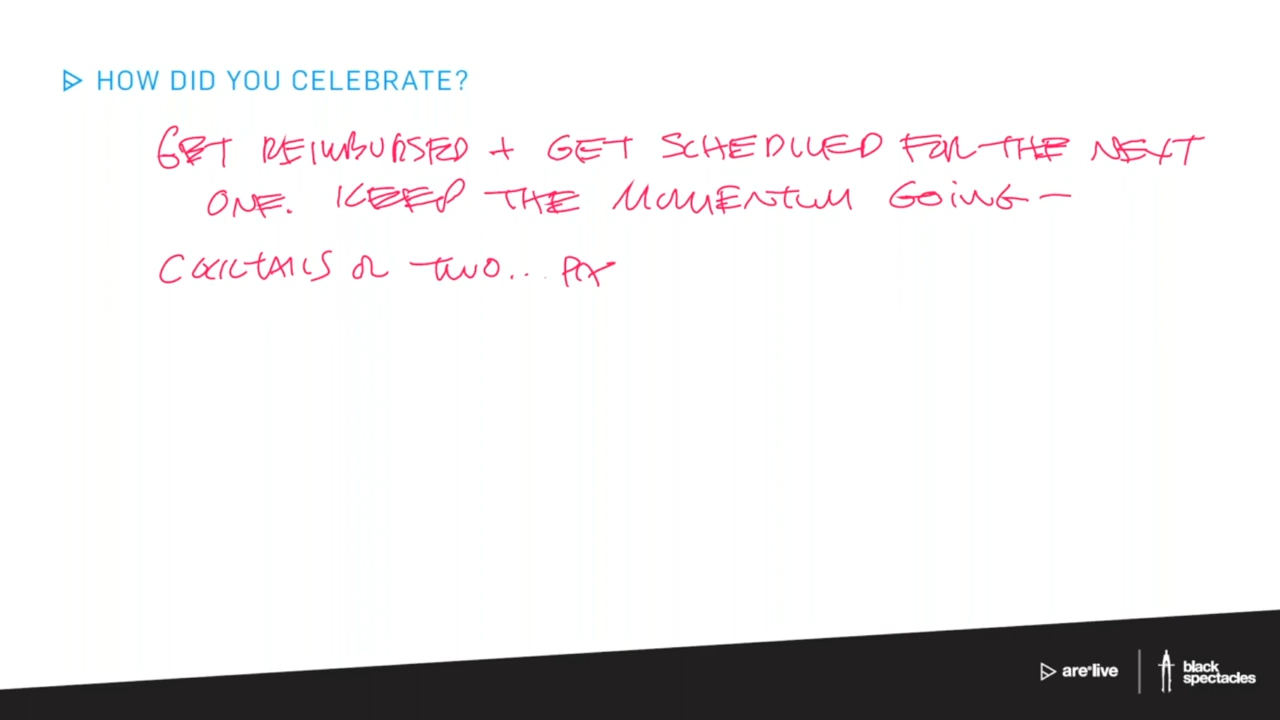 HOW DID YOU CELEBRATE?
GET REIMBURSED + GET SCHEDULED FOR THE NEXT
ONE. KEEP THE MOMENTUM GOING —
COCKTAILS OR TWO...
are*live
black
spectacles